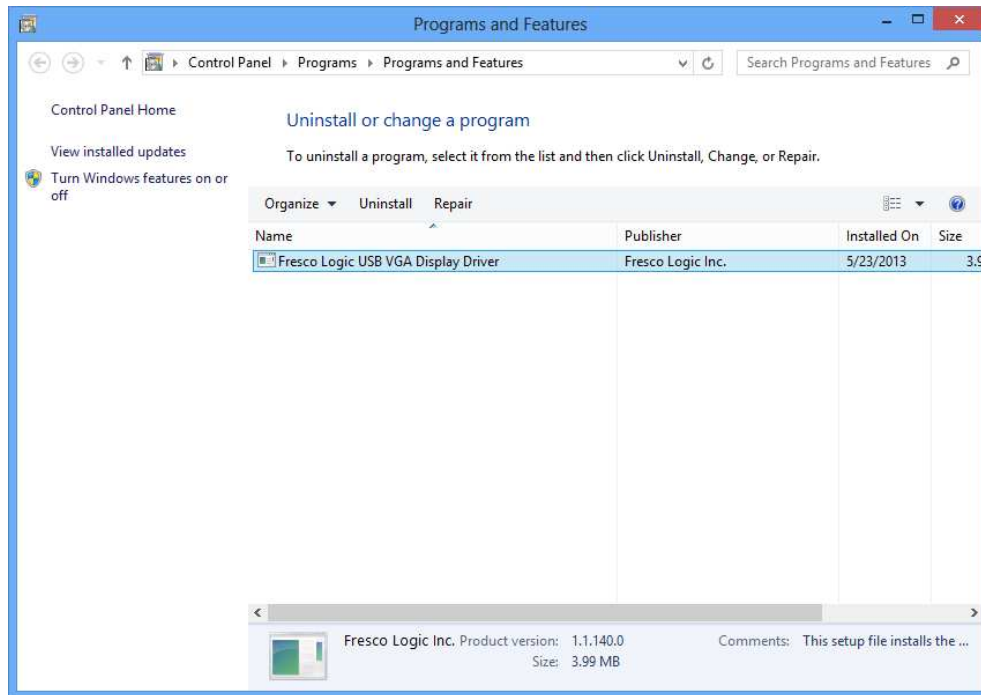 Programs and Features
Control Panel Programs Programs and Features
Search Programs and Features
Control Panel Home
View installed updates
Turn Windows features on or
off
Uninstall or change a program
To uninstall a program, select it from the list and then click Uninstall, Change, or Repair.
Organize Uninstall Repair
Name Publisher Installed On Size
Fresco Logic USB VGA Display Driver Fresco Logic Inc. 5/23/2013 3.9
Fresco Logic Inc. Product version: 1.1.140.0 Comments: This setup file installs the ...
Size: 3.99 MB